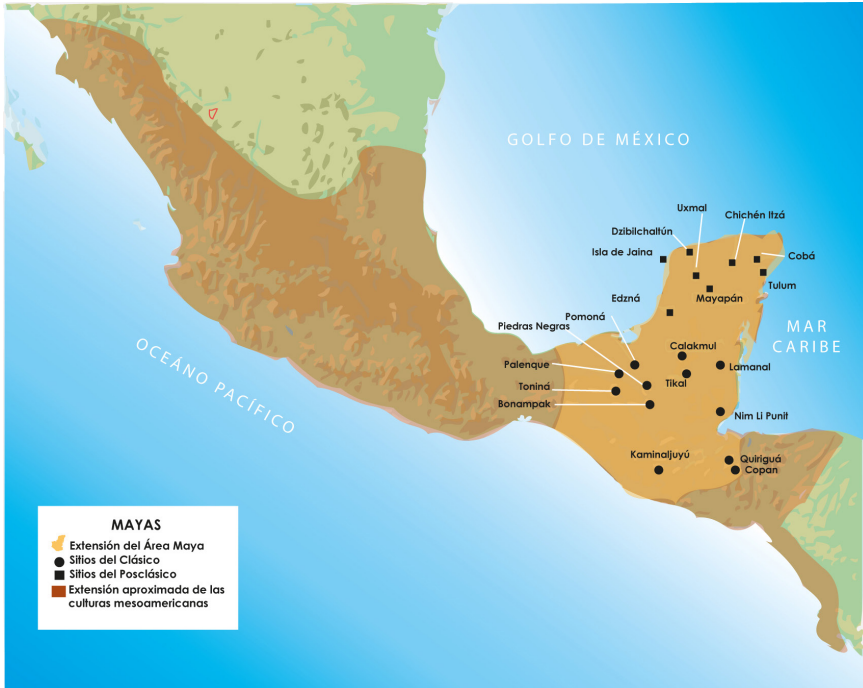 GOLFO DE MÉXICO
Uxmal
Chichén Itzá
Dzibilchaltún
Isla de Jaina
Cobá
Tulum
Mayapán
Edzná
Pomoná
Piedras Negras
MAR
CARIBE
Calakmul
Palenque
Lamanal
Toniná
Tikal
Bonampak
Nim Li Punit
OCEÁNO PACÍFICO
Kaminaljuyú
Quiriguá
Copan
MAYAS
Extensión del Área Maya
Sitios del Clásico
Sitios del Posclásico
Extensión aproximada de las
culturas mesoamericanas